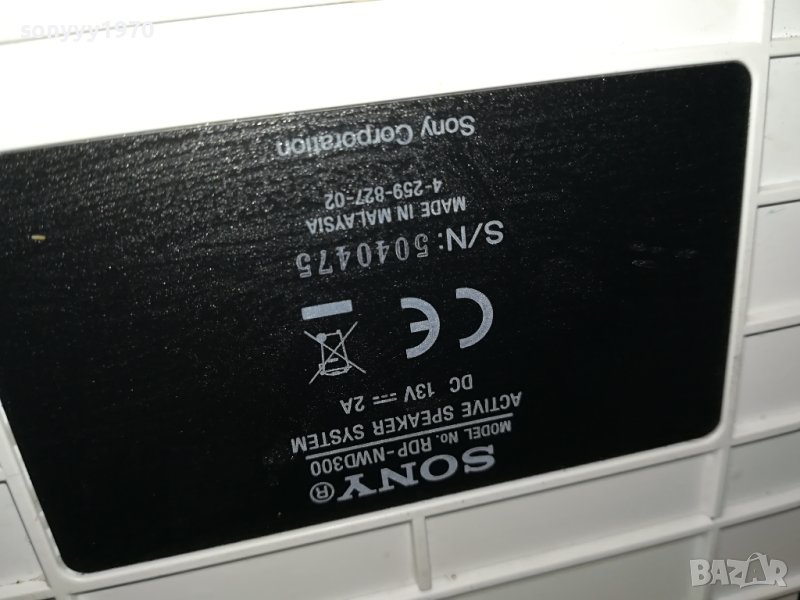 sonyyy1970
SONY®
MODEL No. RDP-NWD300
ACTIVE SPEAKER SYSTEM
DC 13V ⎓ 2A
CE
S/N: 5040475
MADE IN MALAYSIA
4-259-827-02
Sony Corporation
BAZAR